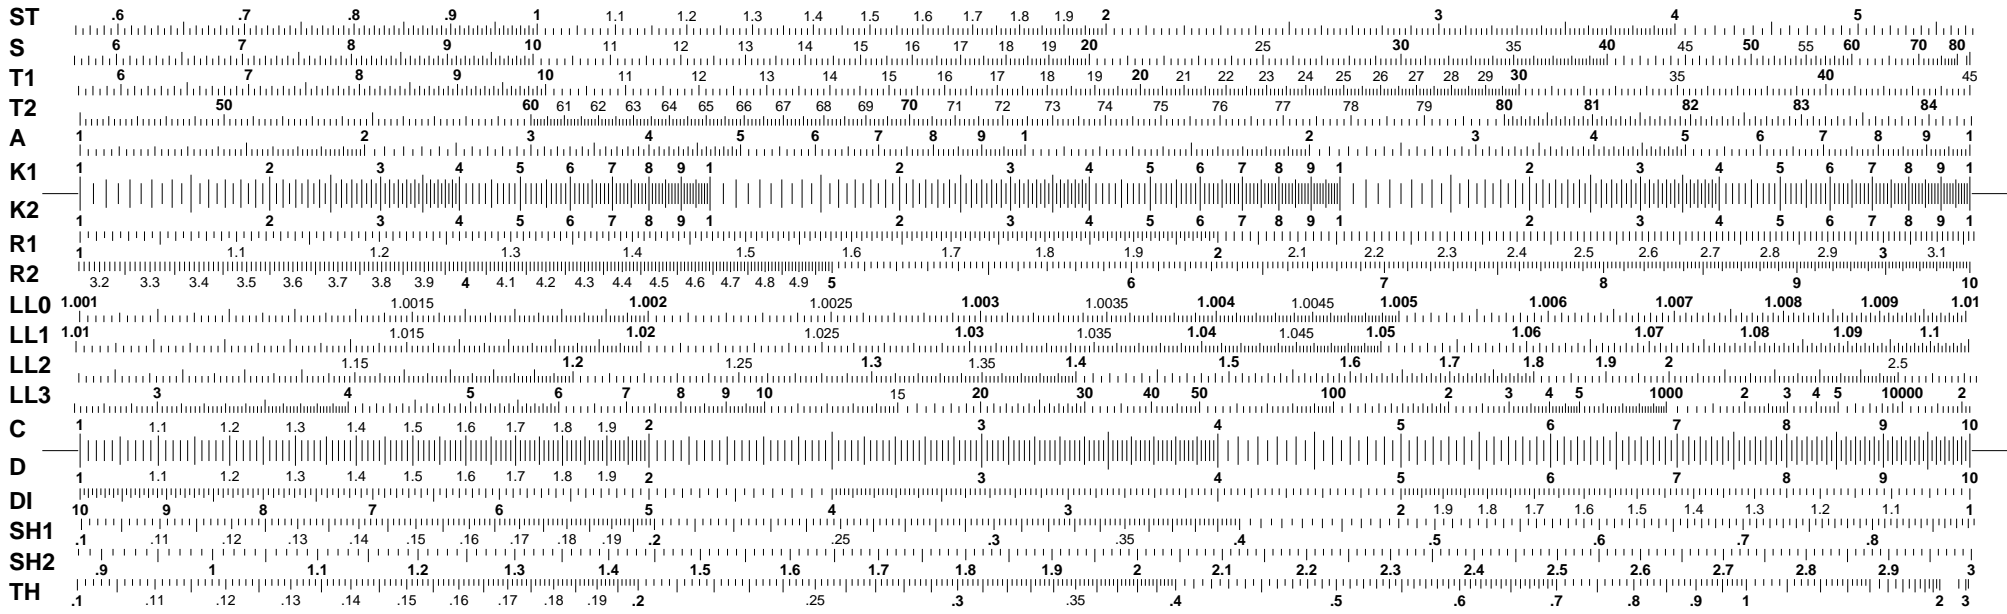 ST .6 .7 .8 .9 1 1.1 1.2 1.3 1.4 1.5 1.6 1.7 1.8 1.9 2 3 4 5
S 6 7 8 9 10 11 12 13 14 15 16 17 18 19 20 25 30 35 40 45 50 55 60 70 80
T1 6 7 8 9 10 11 12 13 14 15 16 17 18 19 20 21 22 23 24 25 26 27 28 29 30 35 40 45
T2 50 60 61 62 63 64 65 66 67 68 69 70 71 72 73 74 75 76 77 78 79 80 81 82 83 84
A 1 2 3 4 5 6 7 8 9 1 2 3 4 5 6 7 8 9 1
K1 1 2 3 4 5 6 7 8 9 1 2 3 4 5 6 7 8 9 1 2 3 4 5 6 7 8 9 1
K2 1 2 3 4 5 6 7 8 9 1 2 3 4 5 6 7 8 9 1 2 3 4 5 6 7 8 9 1
R1 1 1.1 1.2 1.3 1.4 1.5 1.6 1.7 1.8 1.9 2 2.1 2.2 2.3 2.4 2.5 2.6 2.7 2.8 2.9 3 3.1
R2 3.2 3.3 3.4 3.5 3.6 3.7 3.8 3.9 4 4.1 4.2 4.3 4.4 4.5 4.6 4.7 4.8 4.9 5 6 7 8 9 10
LL0 1.001 1.0015 1.002 1.0025 1.003 1.0035 1.004 1.0045 1.005 1.006 1.007 1.008 1.009 1.01
LL1 1.01 1.015 1.02 1.025 1.03 1.035 1.04 1.045 1.05 1.06 1.07 1.08 1.09 1.1
LL2 1.15 1.2 1.25 1.3 1.35 1.4 1.5 1.6 1.7 1.8 1.9 2 2.5
LL3 3 4 5 6 7 8 9 10 15 20 30 40 50 100 2 3 4 5 1000 2 3 4 5 10000 2
C 1 1.1 1.2 1.3 1.4 1.5 1.6 1.7 1.8 1.9 2 3 4 5 6 7 8 9 10
D 1 1.1 1.2 1.3 1.4 1.5 1.6 1.7 1.8 1.9 2 3 4 5 6 7 8 9 10
DI 10 9 8 7 6 5 4 3 2 1.9 1.8 1.7 1.6 1.5 1.4 1.3 1.2 1.1 1
SH1 .1 .11 .12 .13 .14 .15 .16 .17 .18 .19 .2 .25 .3 .35 .4 .5 .6 .7 .8
SH2 .9 1 1.1 1.2 1.3 1.4 1.5 1.6 1.7 1.8 1.9 2 2.1 2.2 2.3 2.4 2.5 2.6 2.7 2.8 2.9 3
TH .1 .11 .12 .13 .14 .15 .16 .17 .18 .19 .2 .25 .3 .35 .4 .5 .6 .7 .8 .9 1 2 3